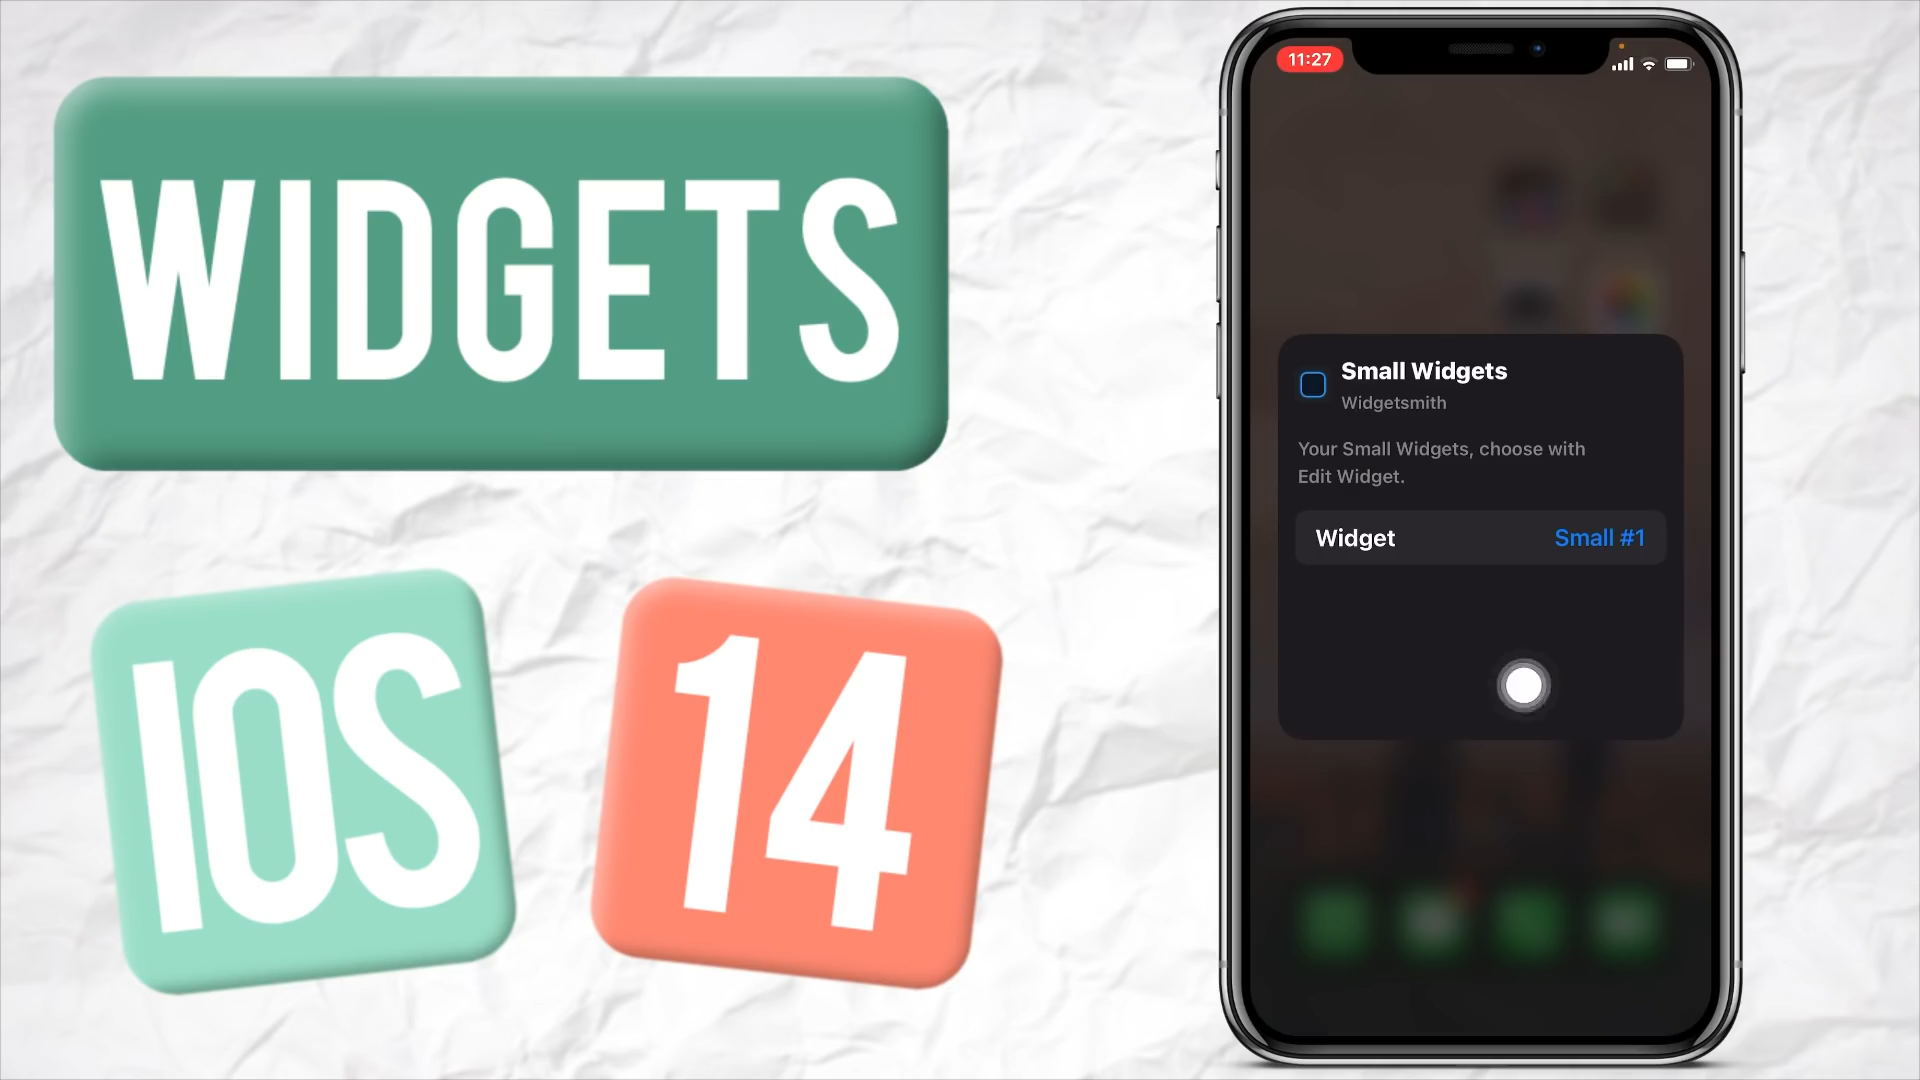 WIDGETS
IOS
14
11:27
Small Widgets
Widgetsmith
Your Small Widgets, choose with
Edit Widget.
Widget
Small #1